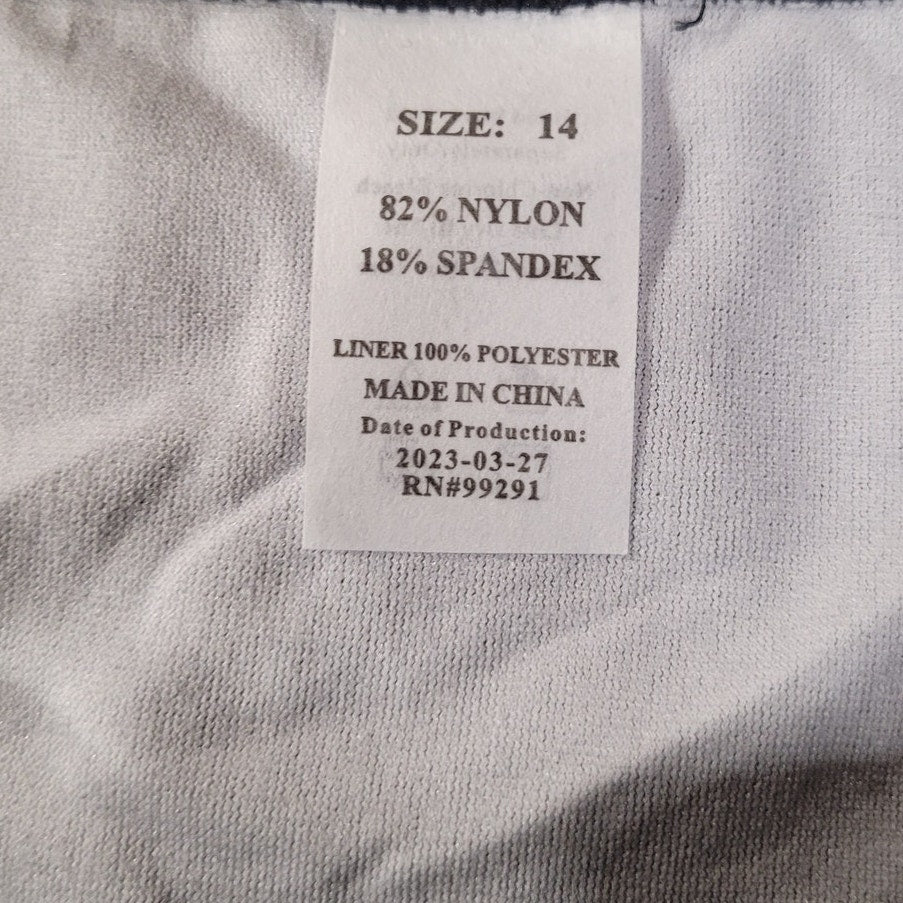 SIZE: 14
82% NYLON
18% SPANDEX
LINER 100% POLYESTER
MADE IN CHINA
Date of Production:
2023-03-27
RN#99291